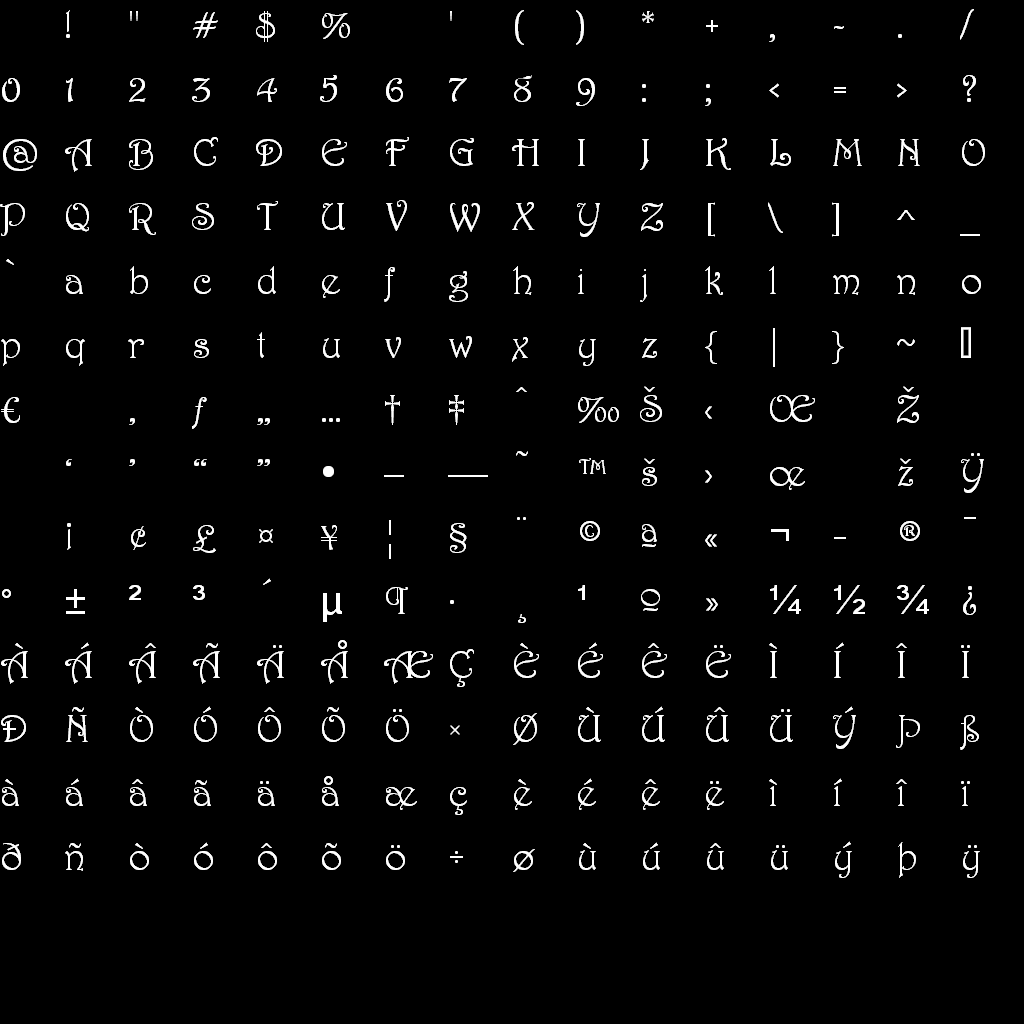 ! " # $ % ' ( ) * + , - . /
0 1 2 3 4 5 6 7 8 9 : ; < = > ?
@ A B C D E F G H I J K L M N O
P Q R S T U V W X Y Z [ \ ] ^ _
` a b c d e f g h i j k l m n o
p q r s t u v w x y z { | } ~ ▯
€ ‚ ƒ „ … † ‡ ˆ ‰ Š ‹ Œ Ž
‘ ’ “ ” • – — ˜ ™ š › œ ž Ÿ
¡ ¢ £ ¤ ¥ ¦ § ¨ © ª « ¬ - ® ¯
° ± ² ³ ´ µ ¶ · ¸ ¹ º » ¼ ½ ¾ ¿
À Á Â Ã Ä Å Æ Ç È É Ê Ë Ì Í Î Ï
Ð Ñ Ò Ó Ô Õ Ö × Ø Ù Ú Û Ü Ý Þ ß
à á â ã ä å æ ç è é ê ë ì í î ï
ð ñ ò ó ô õ ö ÷ ø ù ú û ü ý þ ÿ